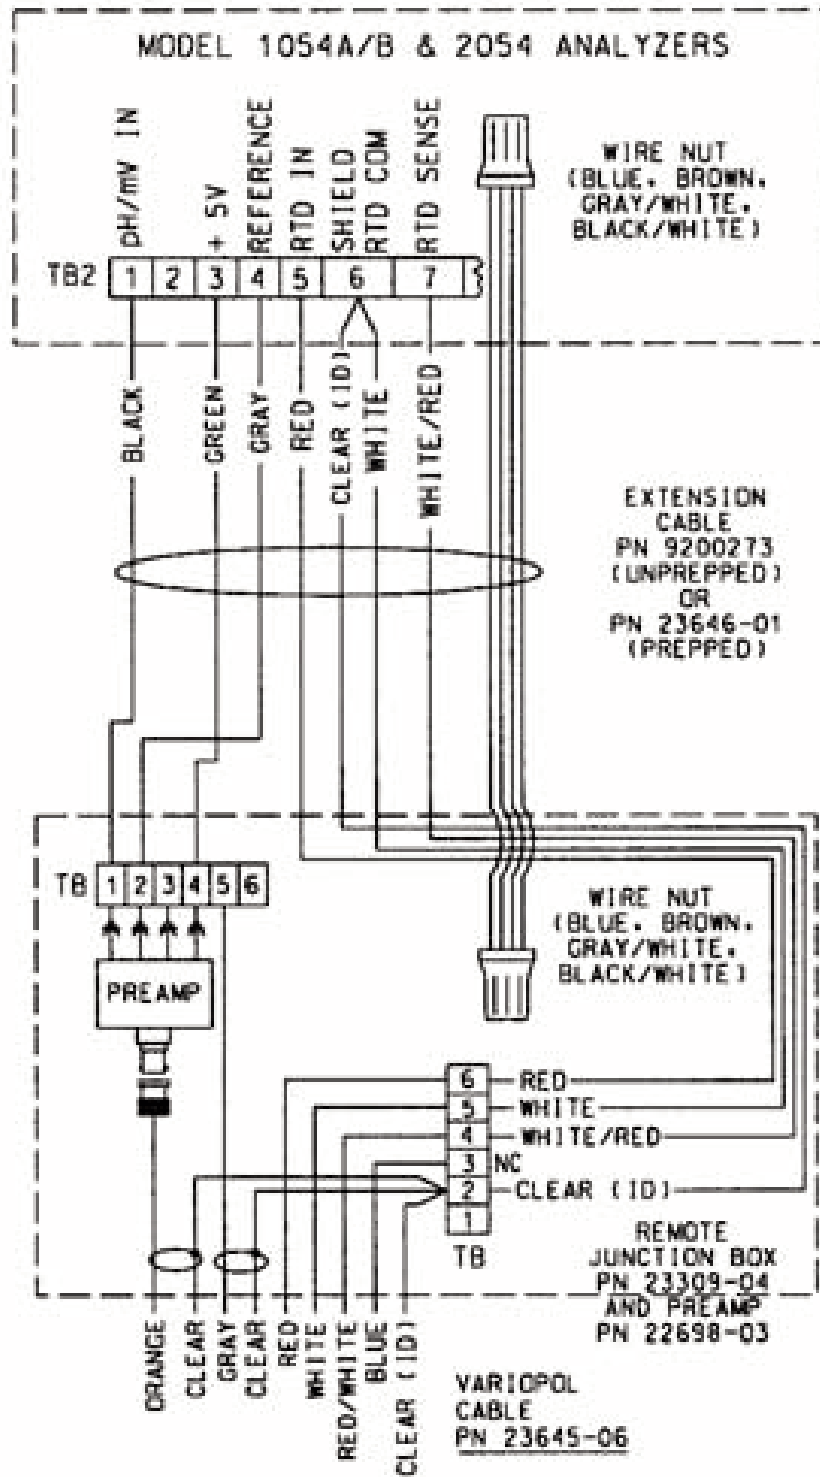 MODEL 1054A/B & 2054 ANALYZERS
pH/mV IN
+ 5V
REFERENCE
RTD IN
SHIELD
RTD COM
RTD SENSE
WIRE NUT
(BLUE, BROWN,
GRAY/WHITE,
BLACK/WHITE)
TB2 1 2 3 4 5 6 7
BLACK
GREEN
GRAY
RED
CLEAR (ID)
WHITE
WHITE/RED
EXTENSION
CABLE
PN 9200273
(UNPREPPED)
OR
PN 23646-01
(PREPPED)
TB 1 2 3 4 5 6
WIRE NUT
(BLUE, BROWN,
GRAY/WHITE,
BLACK/WHITE)
PREAMP
6 RED
5 WHITE
4 WHITE/RED
3 NC
2 CLEAR (ID)
1
TB
REMOTE
JUNCTION BOX
PN 23309-04
AND PREAMP
PN 22698-03
ORANGE
CLEAR
GRAY
CLEAR
RED
WHITE
RED/WHITE
BLUE
CLEAR (ID)
VARIOPOL
CABLE
PN 23645-06